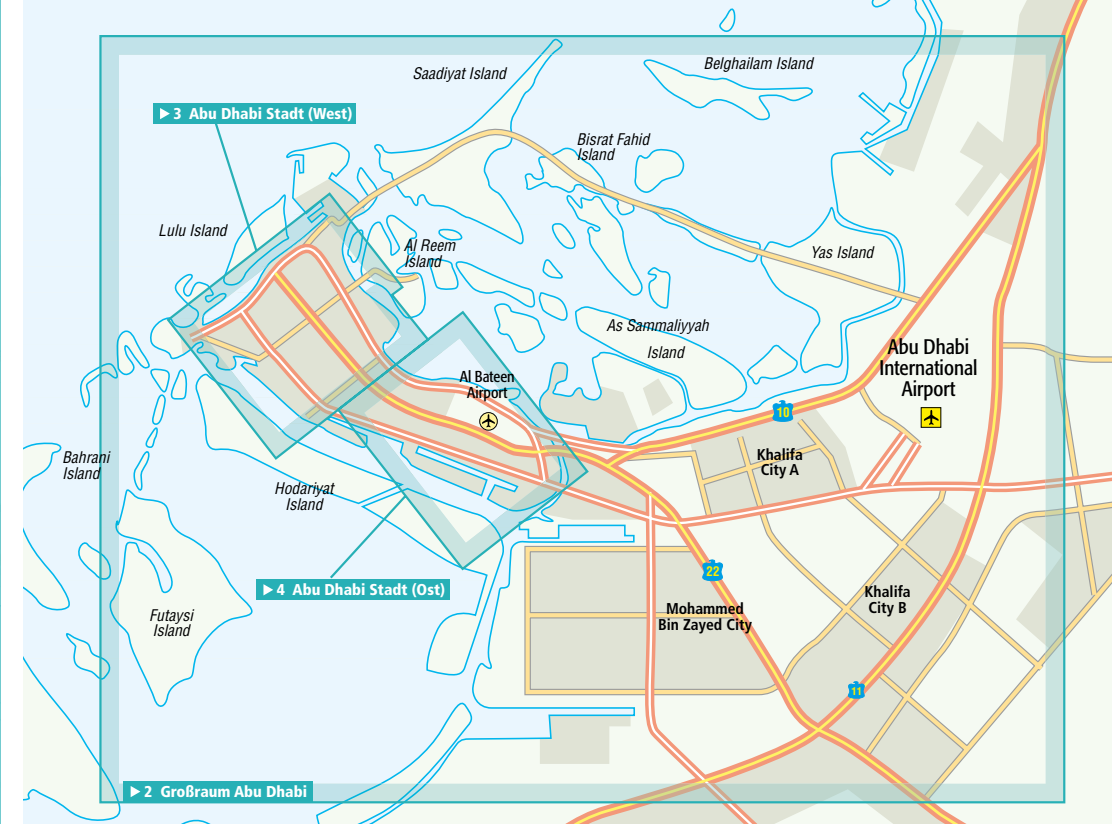 Saadiyat Island
Belghailam Island
▶3 Abu Dhabi Stadt (West)
Bisrat Fahid
Island
Lulu Island
Al Reem
Island
Yas Island
As Sammaliyyah
Island
Abu Dhabi
International
Airport
Al Bateen
Airport
10
Khalifa
City A
Bahrani
Island
Hodariyat
Island
22
▶4 Abu Dhabi Stadt (Ost)
Khalifa
City B
Mohammed
Bin Zayed City
Futaysi
Island
11
▶2 Großraum Abu Dhabi